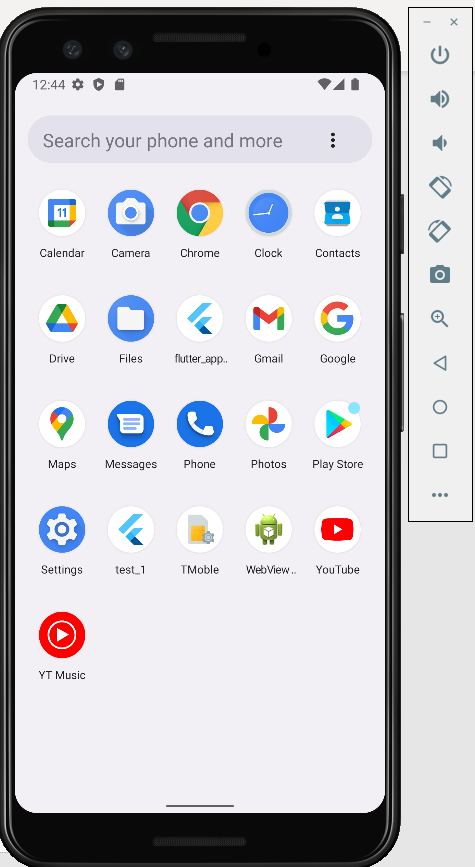 12:44
Search your phone and more
11
Calendar
Camera
Chrome
Clock
Contacts
Drive
Files
flutter_app..
Gmail
Google
Maps
Messages
Phone
Photos
Play Store
Settings
test_1
TMoble
WebView..
YouTube
YT Music